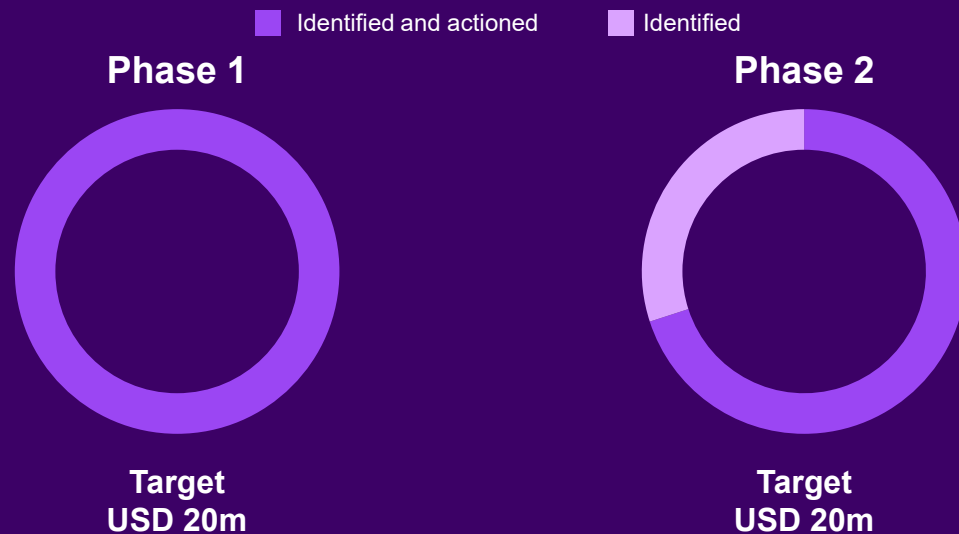 Identified and actioned
Identified
Phase 1
Phase 2
Target
USD 20m
Target
USD 20m